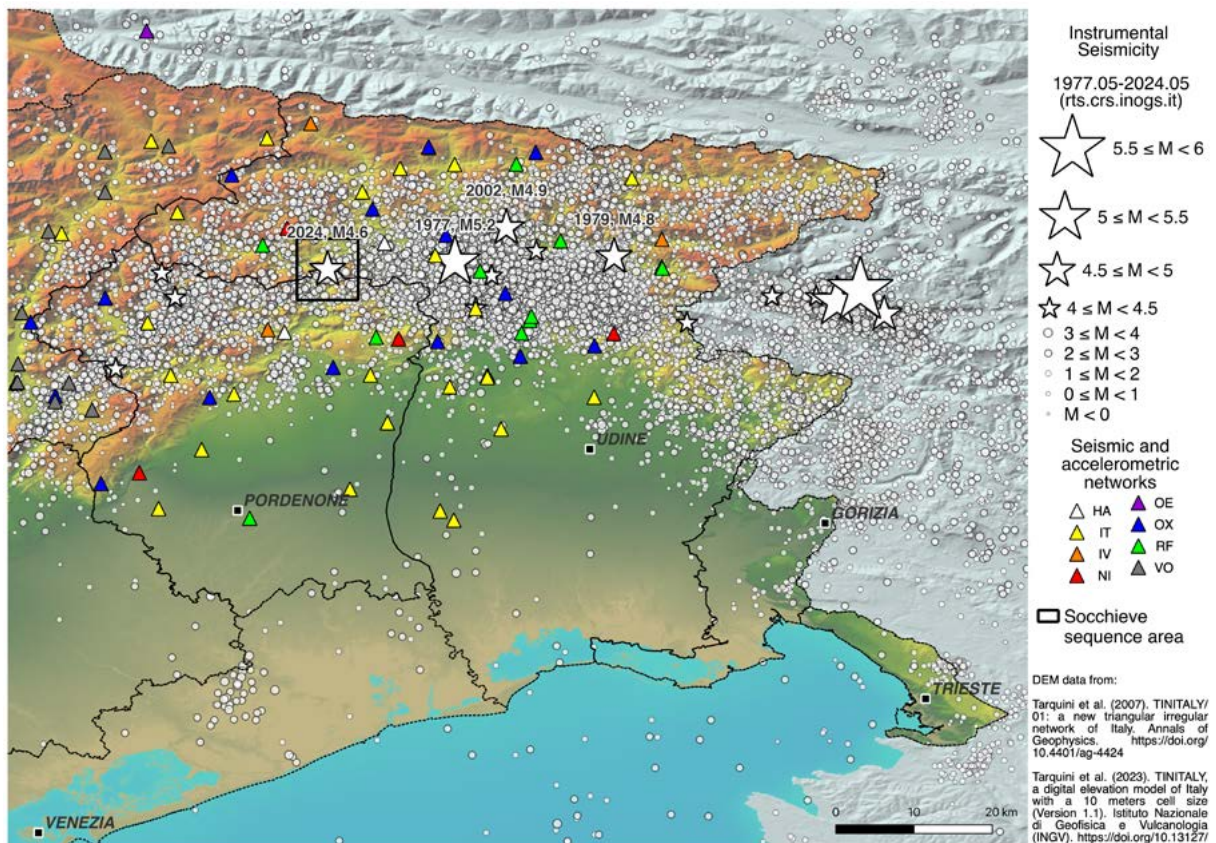 2002, M4.9
1977, M5.2
1979, M4.8
2024, M4.6
UDINE
PORDENONE
GORIZIA
TRIESTE
VENEZIA
0 10 20 km
Instrumental
Seismicity
1977.05-2024.05
(rts.crs.inogs.it)
5.5 ≤ M < 6
5 ≤ M < 5.5
4.5 ≤ M < 5
4 ≤ M < 4.5
3 ≤ M < 4
2 ≤ M < 3
1 ≤ M < 2
0 ≤ M < 1
M < 0
Seismic and
accelerometric
networks
HA
IT
IV
NI
OE
OX
RF
VO
Socchieve
sequence area
DEM data from:
Tarquini et al. (2007). TINITALY/
01: a new triangular irregular
network of Italy. Annals of
Geophysics. https://doi.org/
10.4401/ag-4424
Tarquini et al. (2023). TINITALY,
a digital elevation model of Italy
with a 10 meters cell size
(Version 1.1). Istituto Nazionale
di Geofisica e Vulcanologia
(INGV). https://doi.org/10.13127/